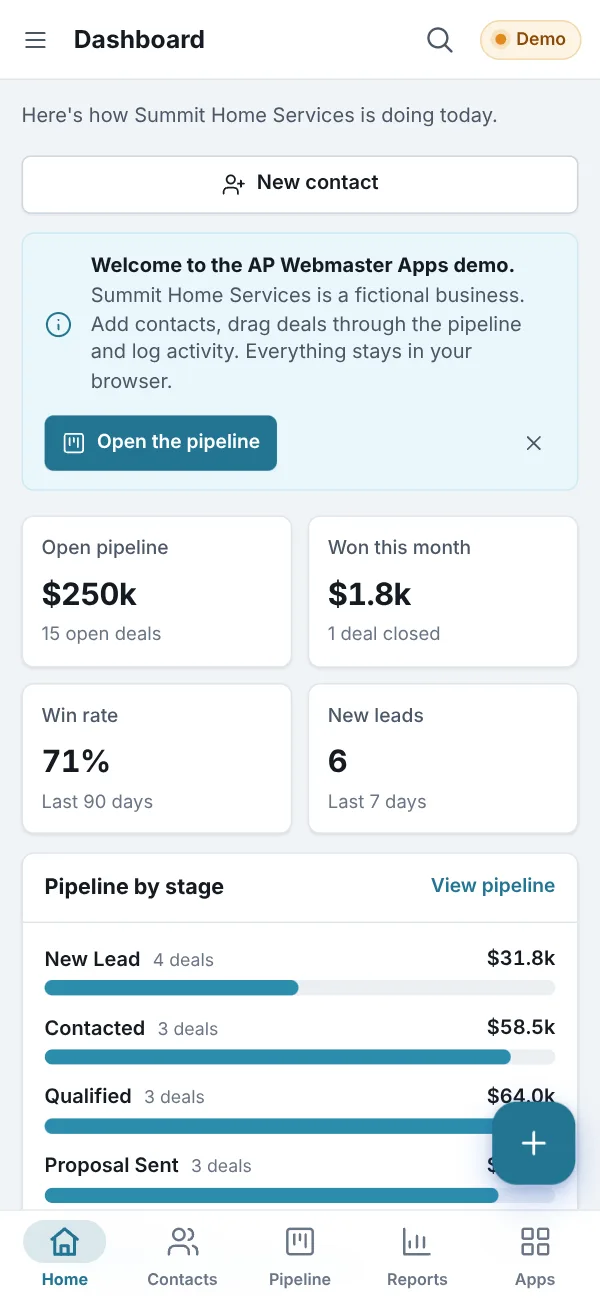 Dashboard
Demo
Here's how Summit Home Services is doing today.
New contact
Welcome to the AP Webmaster Apps demo.
Summit Home Services is a fictional business.
Add contacts, drag deals through the pipeline
and log activity. Everything stays in your
browser.
Open the pipeline
Open pipeline
$250k
15 open deals
Won this month
$1.8k
1 deal closed
Win rate
71%
Last 90 days
New leads
6
Last 7 days
Pipeline by stage
View pipeline
New Lead 4 deals $31.8k
Contacted 3 deals $58.5k
Qualified 3 deals $64.0k
Proposal Sent 3 deals
Home
Contacts
Pipeline
Reports
Apps